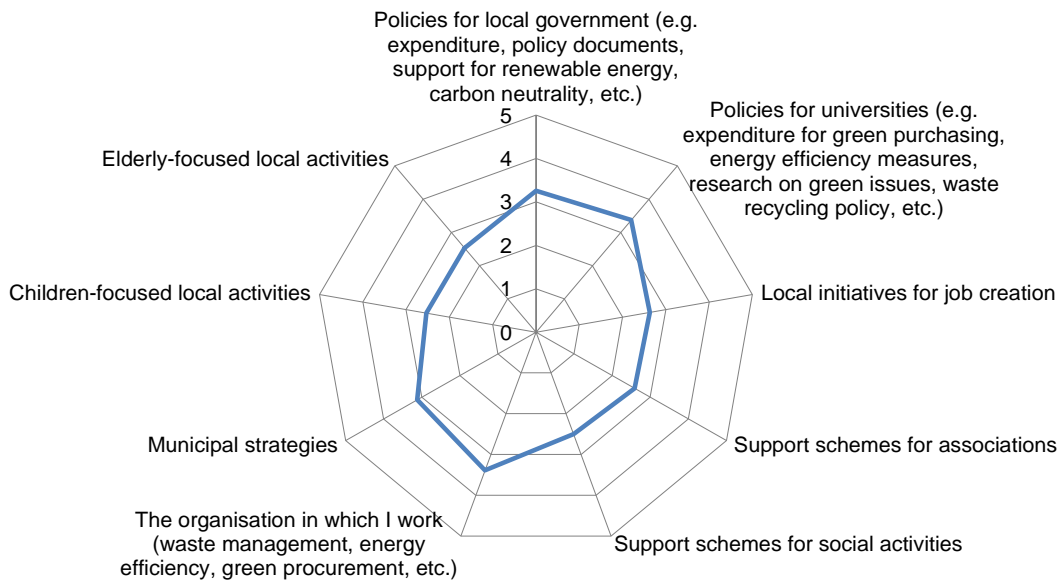 Policies for local government (e.g.
expenditure, policy documents,
support for renewable energy,
carbon neutrality, etc.)
Policies for universities (e.g.
expenditure for green purchasing,
energy efficiency measures,
research on green issues, waste
recycling policy, etc.)
Local initiatives for job creation
Support schemes for associations
Support schemes for social activities
The organisation in which I work
(waste management, energy
efficiency, green procurement, etc.)
Municipal strategies
Children-focused local activities
Elderly-focused local activities
5
4
3
2
1
0